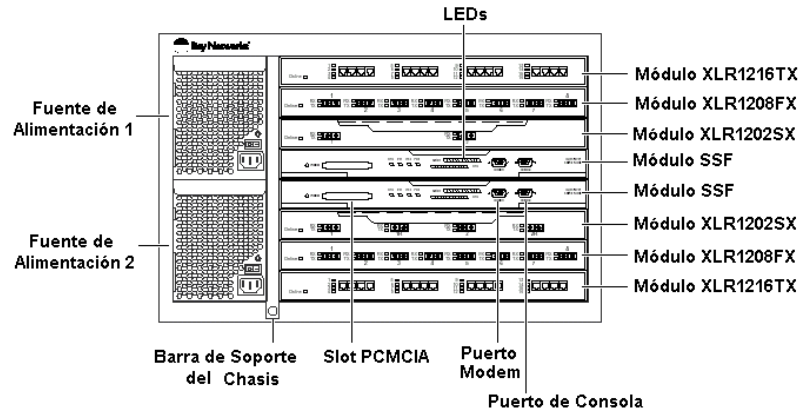 LEDs
Bay Networks
Fuente de
Alimentación 1
Fuente de
Alimentación 2
Módulo XLR1216TX
Módulo XLR1208FX
Módulo XLR1202SX
Módulo SSF
Módulo SSF
Módulo XLR1202SX
Módulo XLR1208FX
Módulo XLR1216TX
Barra de Soporte
del Chasis
Slot PCMCIA
Puerto
Modem
Puerto de Consola